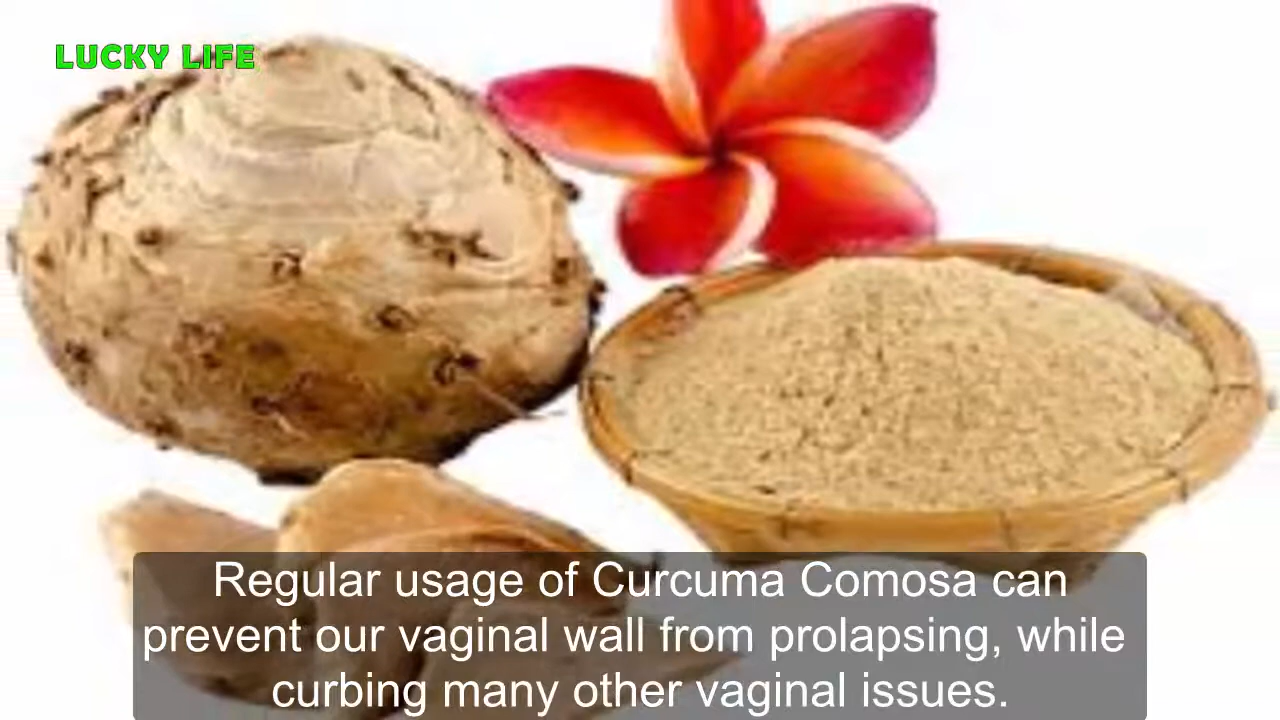 LUCKY LIFE
Regular usage of Curcuma Comosa can
prevent our vaginal wall from prolapsing, while
curbing many other vaginal issues.